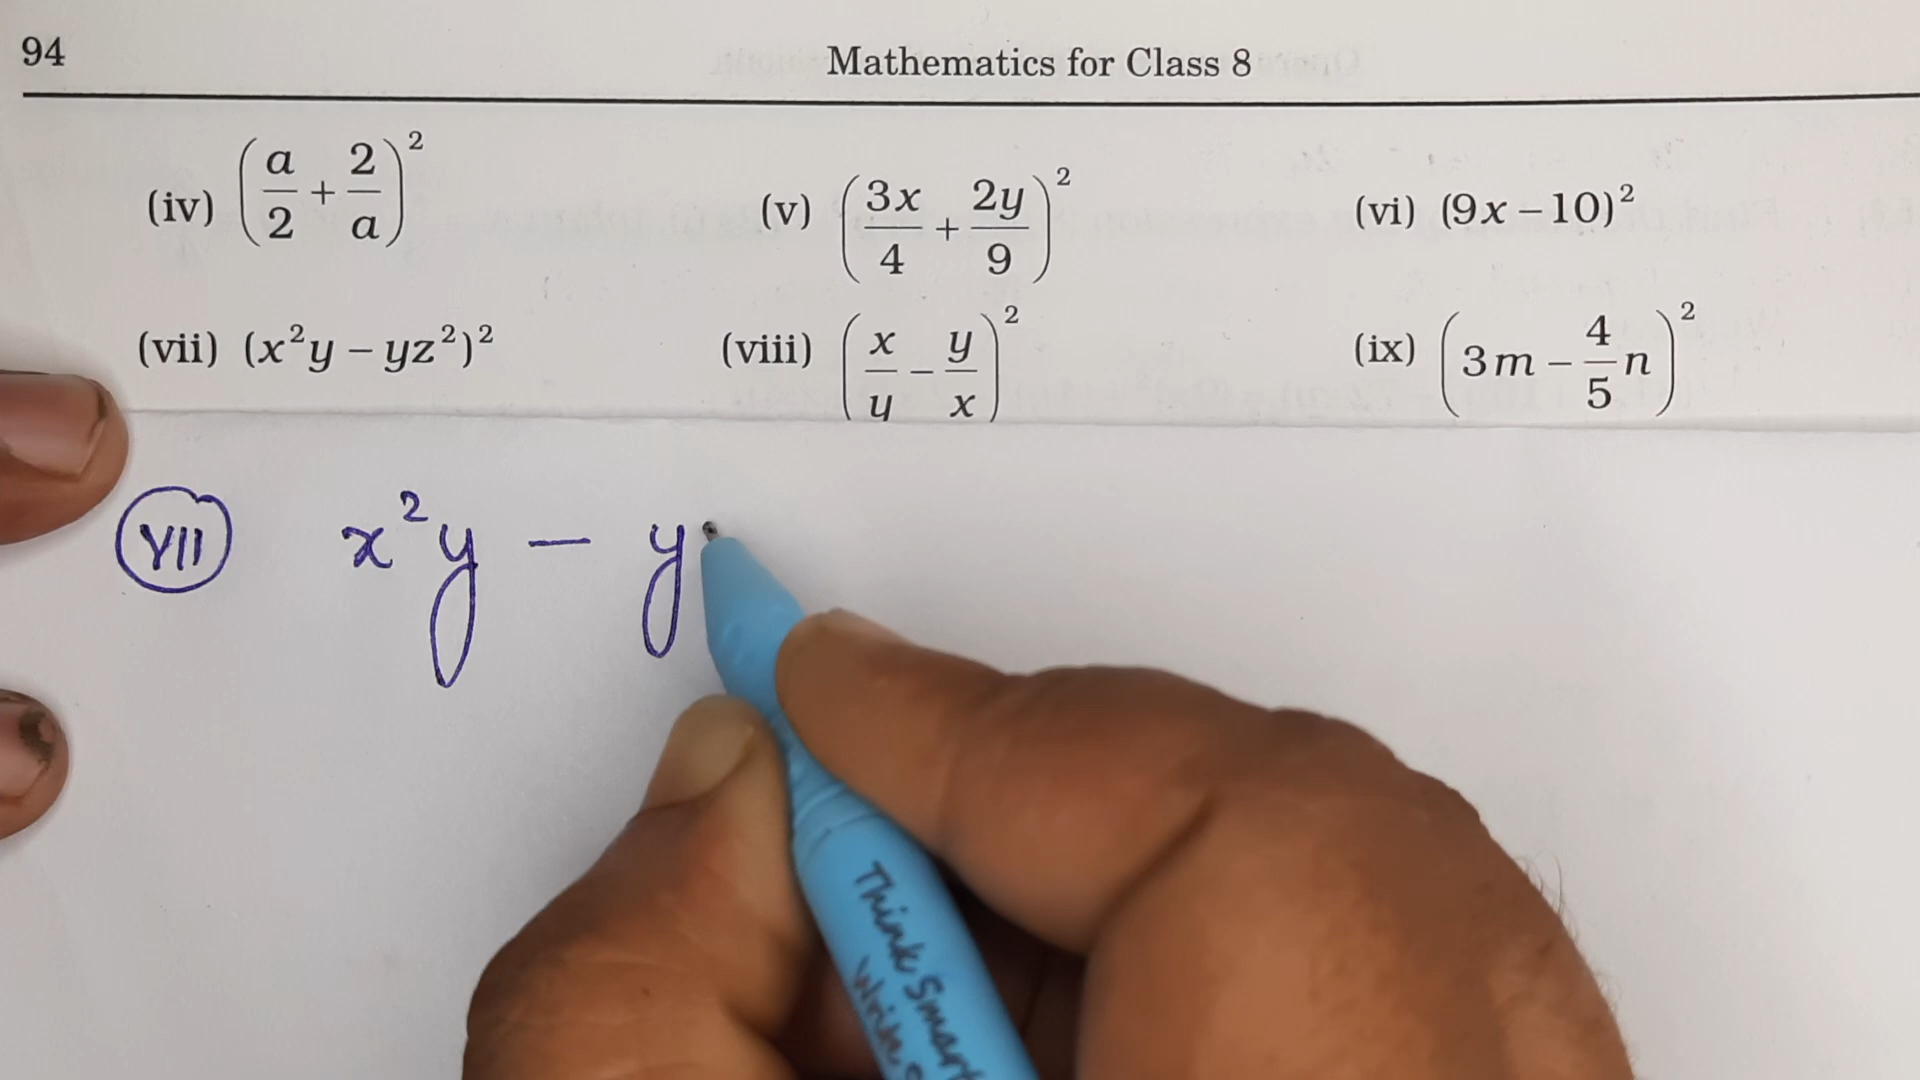 94 Mathematics for Class 8
(iv) (a/2 + 2/a)² (v) (3x/4 + 2y/9)² (vi) (9x – 10)²
(vii) (x²y – yz²)² (viii) (x/y – y/x)² (ix) (3m – 4/5 n)²
VII x²y – y
Think Smart